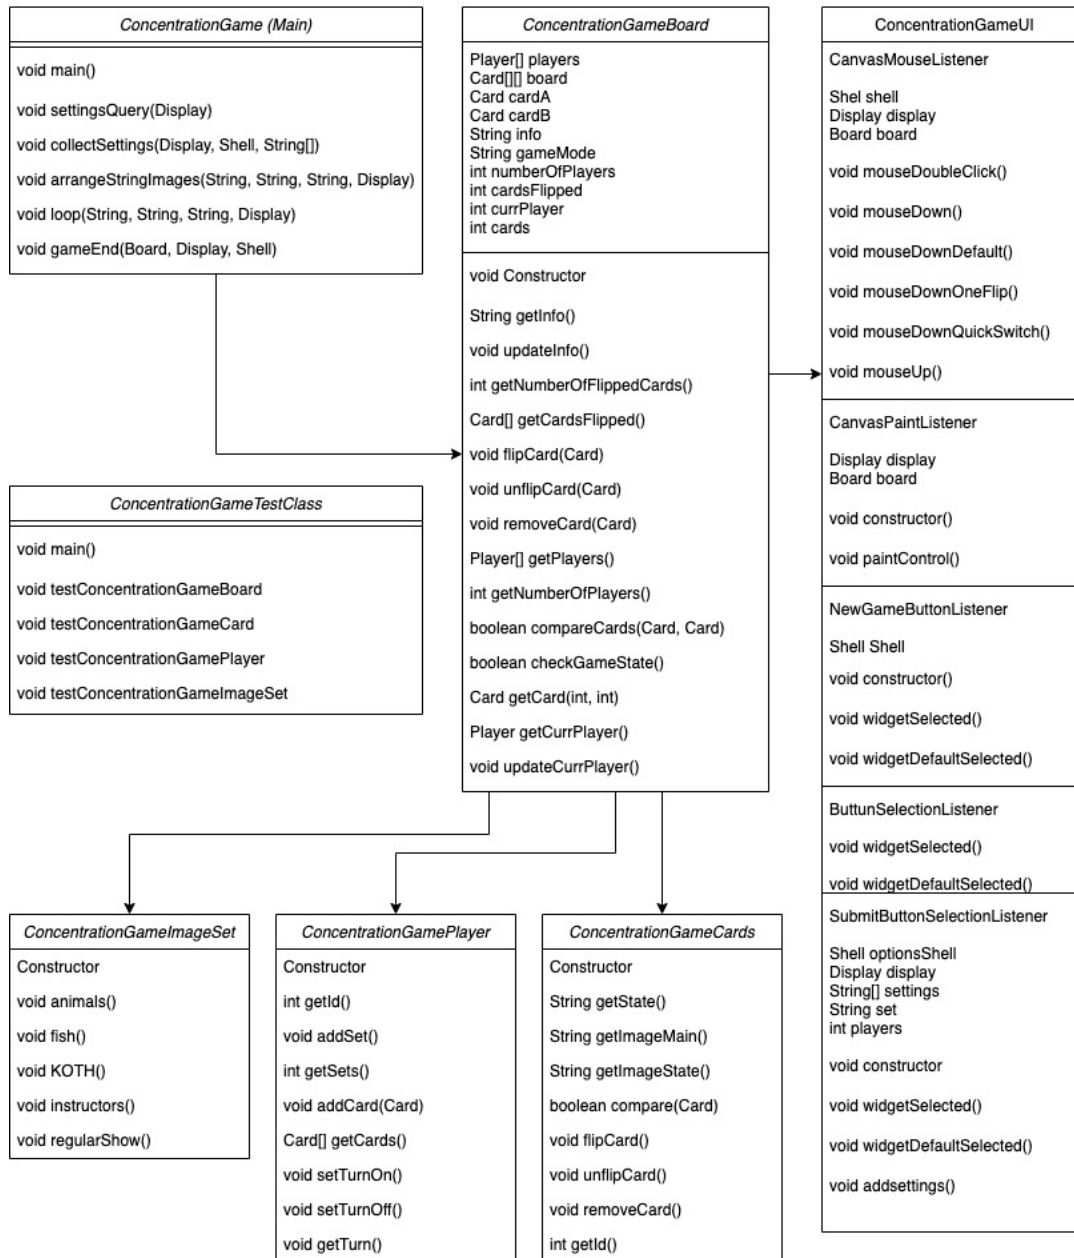 ConcentrationGame (Main)
void main()
void settingsQuery(Display)
void collectSettings(Display, Shell, String[])
void arrangeStringImages(String, String, String, Display)
void loop(String, String, String, Display)
void gameEnd(Board, Display, Shell)
ConcentrationGameTestClass
void main()
void testConcentrationGameBoard
void testConcentrationGameCard
void testConcentrationGamePlayer
void testConcentrationGameImageSet
ConcentrationGameBoard
Player[] players
Card[][] board
Card cardA
Card cardB
String info
String gameMode
int numberOfPlayers
int cardsFlipped
int currPlayer
int cards
void Constructor
String getInfo()
void updateInfo()
int getNumberOfFlippedCards()
Card[] getCardsFlipped()
void flipCard(Card)
void unflipCard(Card)
void removeCard(Card)
Player[] getPlayers()
int getNumberOfPlayers()
boolean compareCards(Card, Card)
boolean checkGameState()
Card getCard(int, int)
Player getCurrPlayer()
void updateCurrPlayer()
ConcentrationGameUI
CanvasMouseListener
Shel shell
Display display
Board board
void mouseDoubleClick()
void mouseDown()
void mouseDownDefault()
void mouseDownOneFlip()
void mouseDownQuickSwitch()
void mouseUp()
CanvasPaintListener
Display display
Board board
void constructor()
void paintControl()
NewGameButtonListener
Shell Shell
void constructor()
void widgetSelected()
void widgetDefaultSelected()
ButtunSelectionListener
void widgetSelected()
void widgetDefaultSelected()
SubmitButtonSelectionListener
Shell optionsShell
Display display
String[] settings
String set
int players
void constructor
void widgetSelected()
void widgetDefaultSelected()
void addsettings()
ConcentrationGameImageSet
Constructor
void animals()
void fish()
void KOTH()
void instructors()
void regularShow()
ConcentrationGamePlayer
Constructor
int getId()
void addSet()
int getSets()
void addCard(Card)
Card[] getCards()
void setTurnOn()
void setTurnOff()
void getTurn()
ConcentrationGameCards
Constructor
String getState()
String getImageMain()
String getImageState()
boolean compare(Card)
void flipCard()
void unflipCard()
void removeCard()
int getId()